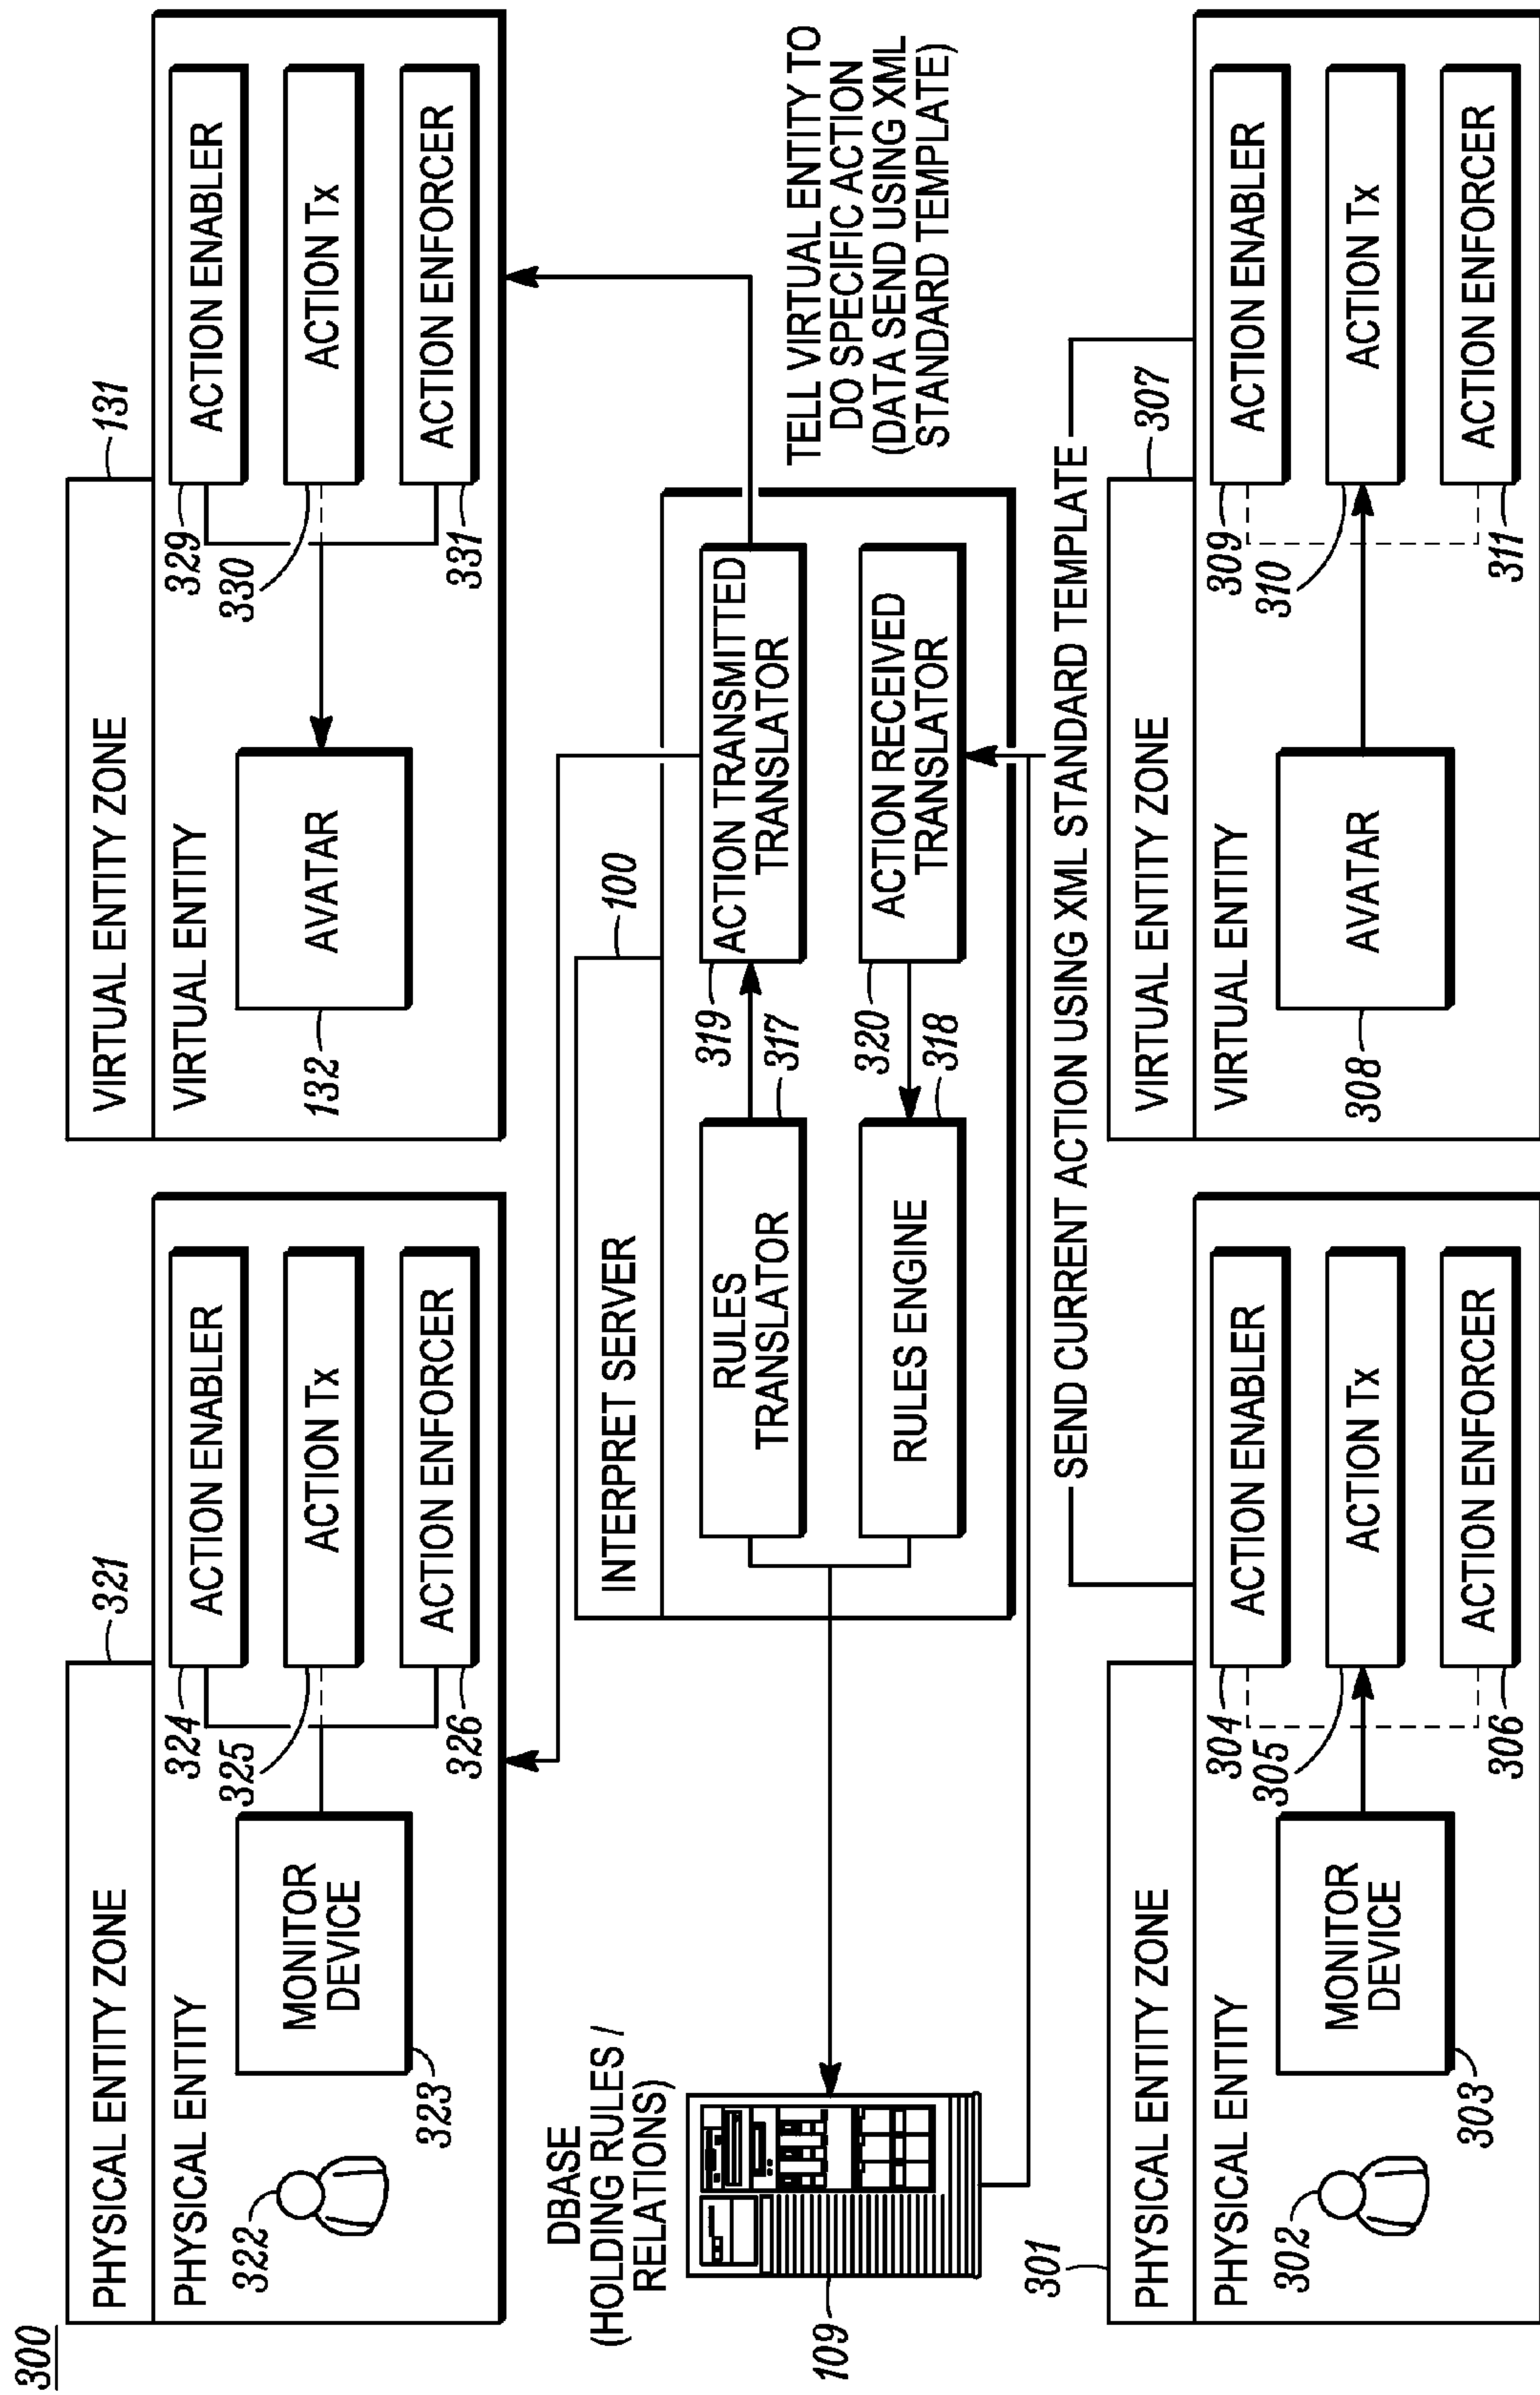 300
PHYSICAL ENTITY ZONE
321
PHYSICAL ENTITY
322
MONITOR
DEVICE
323
324
325
326
ACTION ENABLER
ACTION Tx
ACTION ENFORCER
VIRTUAL ENTITY ZONE
131
VIRTUAL ENTITY
AVATAR
132
329
330
331
ACTION ENABLER
ACTION Tx
ACTION ENFORCER
DBASE
(HOLDING RULES /
RELATIONS)
109
INTERPRET SERVER
100
RULES
TRANSLATOR
317
319
ACTION TRANSMITTED
TRANSLATOR
RULES ENGINE
318
320
ACTION RECEIVED
TRANSLATOR
TELL VIRTUAL ENTITY TO
DO SPECIFIC ACTION
(DATA SEND USING XML
STANDARD TEMPLATE)
SEND CURRENT ACTION USING XML STANDARD TEMPLATE
301
PHYSICAL ENTITY ZONE
PHYSICAL ENTITY
302
MONITOR
DEVICE
303
304
305
306
ACTION ENABLER
ACTION Tx
ACTION ENFORCER
VIRTUAL ENTITY ZONE
307
VIRTUAL ENTITY
AVATAR
308
309
310
311
ACTION ENABLER
ACTION Tx
ACTION ENFORCER